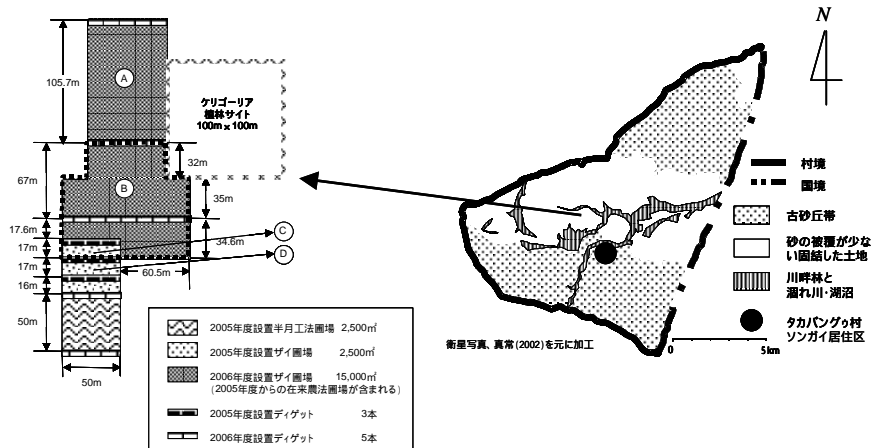 105.7m
A
ケリゴーリア
植林サイト
100m x 100m
67m
32m
B
35m
17.6m
34.6m
C
17m
D
17m
60.5m
16m
50m
50m
2005年度設置半月工法圃場 2,500㎡
2005年度設置ザイ圃場 2,500㎡
2006年度設置ザイ圃場 15,000㎡
(2005年度からの在来農法圃場が含まれる)
2005年度設置ディゲット 3本
2006年度設置ディゲット 5本
N
村境
国境
古砂丘帯
砂の被覆が少な
い固結した土地
川畔林と
涸れ川・湖沼
タカバングゥ村
ソンガイ居住区
衛星写真、真常(2002)を元に加工
0
5km